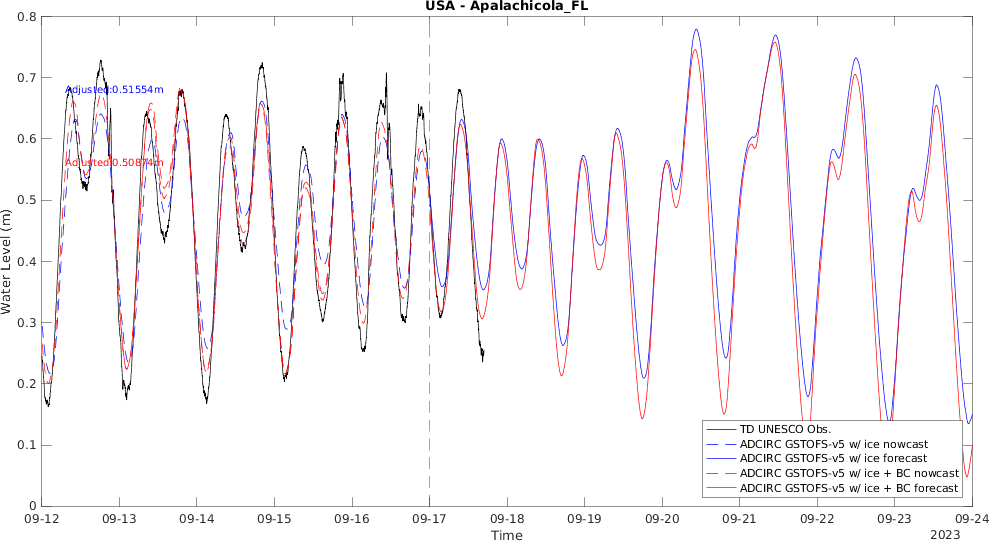 USA - Apalachicola_FL
0.8
0.7
0.6
0.5
0.4
0.3
0.2
0.1
0
Water Level (m)
Adjusted:0.51554m
Adjusted:0.50874m
TD UNESCO Obs.
ADCIRC GSTOFS-v5 w/ ice nowcast
ADCIRC GSTOFS-v5 w/ ice forecast
ADCIRC GSTOFS-v5 w/ ice + BC nowcast
ADCIRC GSTOFS-v5 w/ ice + BC forecast
09-12 09-13 09-14 09-15 09-16 09-17 09-18 09-19 09-20 09-21 09-22 09-23 09-24
Time
2023